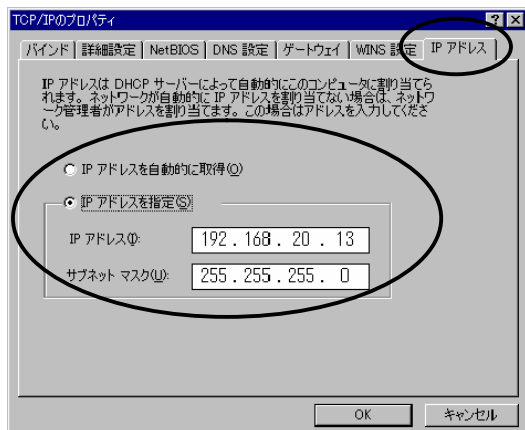 TCP/IPのプロパティ
バインド 詳細設定 NetBIOS DNS 設定 ゲートウェイ WINS 設定 IP アドレス
IP アドレスは DHCP サーバーによって自動的にこのコンピュータに割り当てら
れます。ネットワークが自動的に IP アドレスを割り当てない場合は、ネットワ
ーク管理者がアドレスを割り当てます。この場合はアドレスを入力してくださ
い。
IP アドレスを自動的に取得(O)
IP アドレスを指定(S)
IP アドレス(I): 192.168.20.13
サブネット マスク(U): 255.255.255.0
OK キャンセル